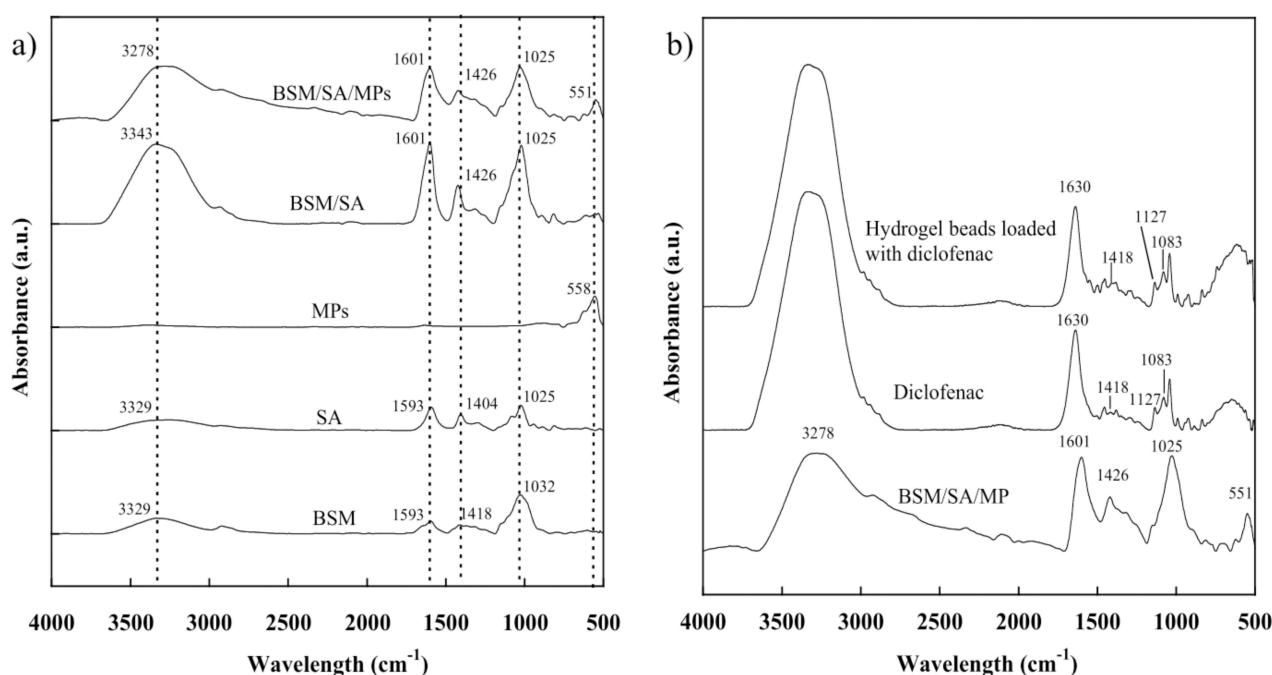 a)
3278
1601
1426
1025
551
BSM/SA/MPs
3343
1601
1426
1025
BSM/SA
558
MPs
3329
1593
1404
1025
SA
3329
1593
1418
1032
BSM
Absorbance (a.u.)
4000 3500 3000 2500 2000 1500 1000 500
Wavelength (cm⁻¹)
b)
1630
1127
1083
1418
Hydrogel beads loaded
with diclofenac
1630
1083
1418
1127
Diclofenac
3278
1601
1426
1025
551
BSM/SA/MP
Absorbance (a.u.)
4000 3500 3000 2500 2000 1500 1000 500
Wavelength (cm⁻¹)